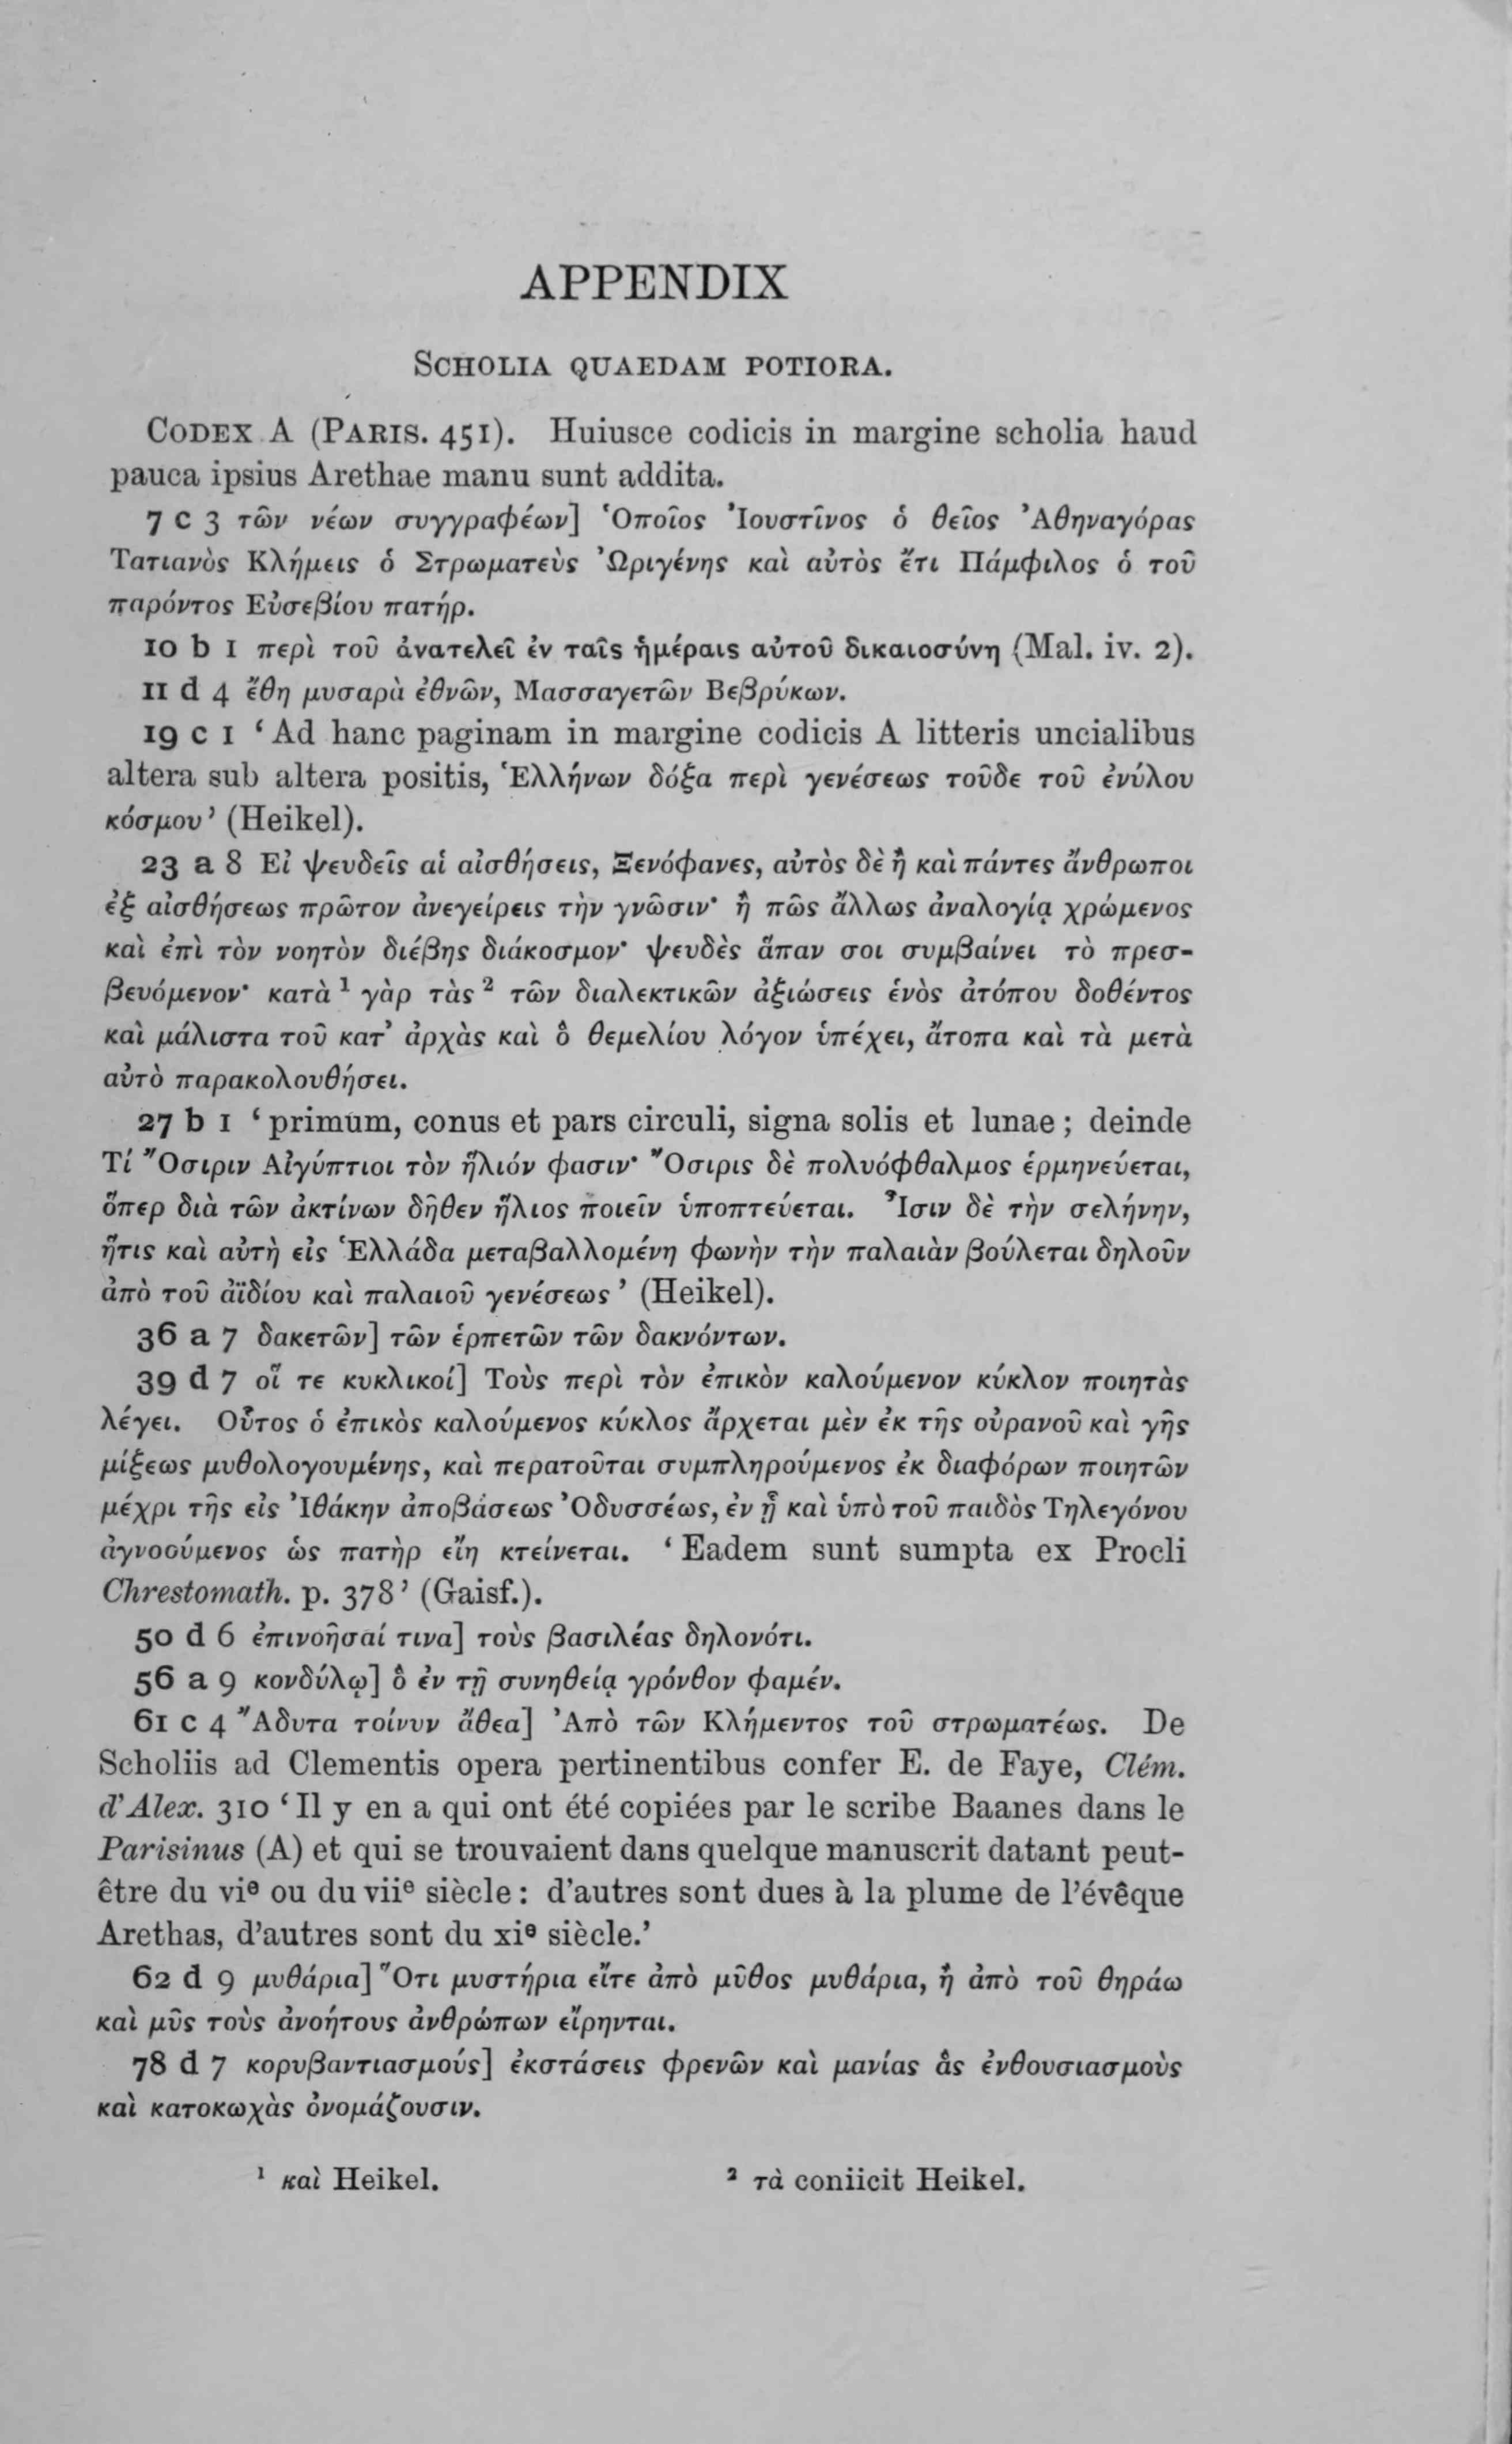 APPENDIX
SCHOLIA QUAEDAM POTIORA.
CODEX A (PARIS. 451). Huiusce codicis in margine scholia haud
pauca ipsius Arethae manu sunt addita.
7 c 3 τῶν νέων συγγραφέων] Ὁποῖος Ἰουστῖνος ὁ θεῖος Ἀθηναγόρας
Τατιανὸς Κλήμεις ὁ Στρωματεὺς Ὠριγένης καὶ αὐτὸς ἔτι Πάμφιλος ὁ τοῦ
παρόντος Εὐσεβίου πατήρ.
10 b 1 περὶ τοῦ ἀνατελεῖ ἐν ταῖς ἡμέραις αὐτοῦ δικαιοσύνη (Mal. iv. 2).
11 d 4 ἔθη μυσαρὰ ἐθνῶν, Μασσαγετῶν Βεβρύκων.
19 c 1 ‘Ad hanc paginam in margine codicis A litteris uncialibus
altera sub altera positis, Ἑλλήνων δόξα περὶ γενέσεως τοῦδε τοῦ ἐνύλου
κόσμου’ (Heikel).
23 a 8 Εἰ ψευδεῖς αἱ αἰσθήσεις, Ξενόφανες, αὐτὸς δὲ ἢ καὶ πάντες ἄνθρωποι
ἐξ αἰσθήσεως πρῶτον ἀνεγείρεις τὴν γνῶσιν· ἢ πῶς ἄλλως ἀναλογίᾳ χρώμενος
καὶ ἐπὶ τὸν νοητὸν διέβης διάκοσμον· ψευδὲς ἅπαν σοι συμβαίνει τὸ πρεσ-
βευόμενον· κατὰ ¹ γὰρ τὰς ² τῶν διαλεκτικῶν ἀξιώσεις ἑνὸς ἀτόπου δοθέντος
καὶ μάλιστα τοῦ κατ’ ἀρχὰς καὶ ὃ θεμελίου λόγον ὑπέχει, ἄτοπα καὶ τὰ μετὰ
αὐτὸ παρακολουθήσει.
27 b 1 ‘primum, conus et pars circuli, signa solis et lunae; deinde
Τί Ὄσιριν Αἰγύπτιοι τὸν ἥλιόν φασιν· Ὄσιρις δὲ πολυόφθαλμος ἑρμηνεύεται,
ὅπερ διὰ τῶν ἀκτίνων δῆθεν ἥλιος ποιεῖν ὑποπτεύεται. Ἶσιν δὲ τὴν σελήνην,
ἥτις καὶ αὐτὴ εἰς Ἑλλάδα μεταβαλλομένη φωνὴν τὴν παλαιὰν βούλεται δηλοῦν
ἀπὸ τοῦ ἀϊδίου καὶ παλαιοῦ γενέσεως’ (Heikel).
36 a 7 δακετῶν] τῶν ἑρπετῶν τῶν δακνόντων.
39 d 7 οἵ τε κυκλικοί] Τοὺς περὶ τὸν ἐπικὸν καλούμενον κύκλον ποιητὰς
λέγει. Οὗτος ὁ ἐπικὸς καλούμενος κύκλος ἄρχεται μὲν ἐκ τῆς οὐρανοῦ καὶ γῆς
μίξεως μυθολογουμένης, καὶ περατοῦται συμπληρούμενος ἐκ διαφόρων ποιητῶν
μέχρι τῆς εἰς Ἰθάκην ἀποβάσεως Ὀδυσσέως, ἐν ᾗ καὶ ὑπὸ τοῦ παιδὸς Τηλεγόνου
ἀγνοούμενος ὡς πατὴρ εἴη κτείνεται. ‘Eadem sunt sumpta ex Procli
Chrestomath. p. 378’ (Gaisf.).
50 d 6 ἐπινοῆσαί τινα] τοὺς βασιλέας δηλονότι.
56 a 9 κονδύλῳ] ὃ ἐν τῇ συνηθείᾳ γρόνθον φαμέν.
61 c 4 Ἄδυτα τοίνυν ἄθεα] Ἀπὸ τῶν Κλήμεντος τοῦ στρωματέως. De
Scholiis ad Clementis opera pertinentibus confer E. de Faye, Clém.
d’Alex. 310 ‘Il y en a qui ont été copiées par le scribe Baanes dans le
Parisinus (A) et qui se trouvaient dans quelque manuscrit datant peut-
être du viᵉ ou du viiᵉ siècle: d’autres sont dues à la plume de l’évêque
Arethas, d’autres sont du xiᵉ siècle.’
62 d 9 μυθάρια] Ὅτι μυστήρια εἴτε ἀπὸ μῦθος μυθάρια, ἢ ἀπὸ τοῦ θηράω
καὶ μῦς τοὺς ἀνοήτους ἀνθρώπων εἴρηνται.
78 d 7 κορυβαντιασμούς] ἐκστάσεις φρενῶν καὶ μανίας ἃς ἐνθουσιασμοὺς
καὶ κατοκωχὰς ὀνομάζουσιν.
¹ καὶ Heikel. ² τὰ coniicit Heikel.